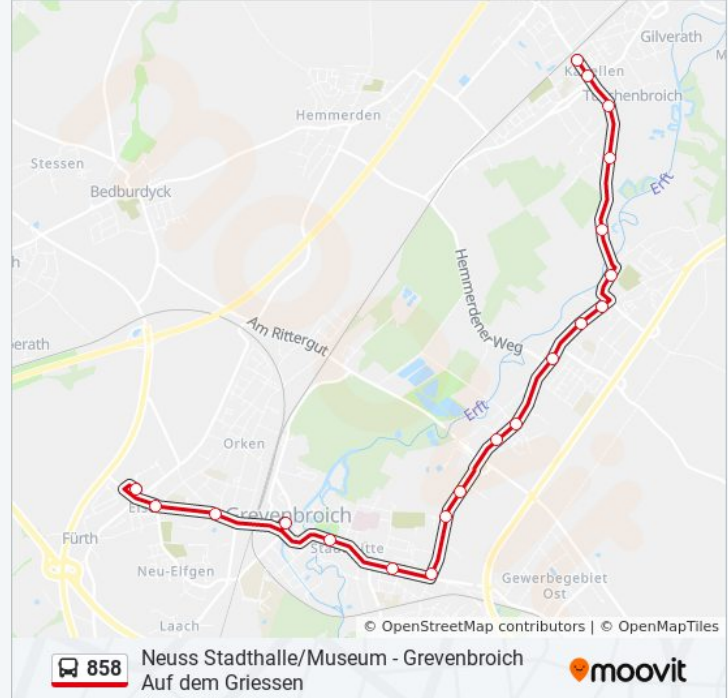 Gilverath
Kapellen
Tüschenbroich
Hemmerden
Stessen
Bedburdyck
Erft
Hemmerdener Weg
Am Rittergut
Erft
Orken
Grevenbroich
Fürth
Neu-Elfgen
Gewerbegebiet
Ost
Laach
© OpenStreetMap contributors | © OpenMapTiles
858
Neuss Stadthalle/Museum - Grevenbroich
Auf dem Griessen
moovit